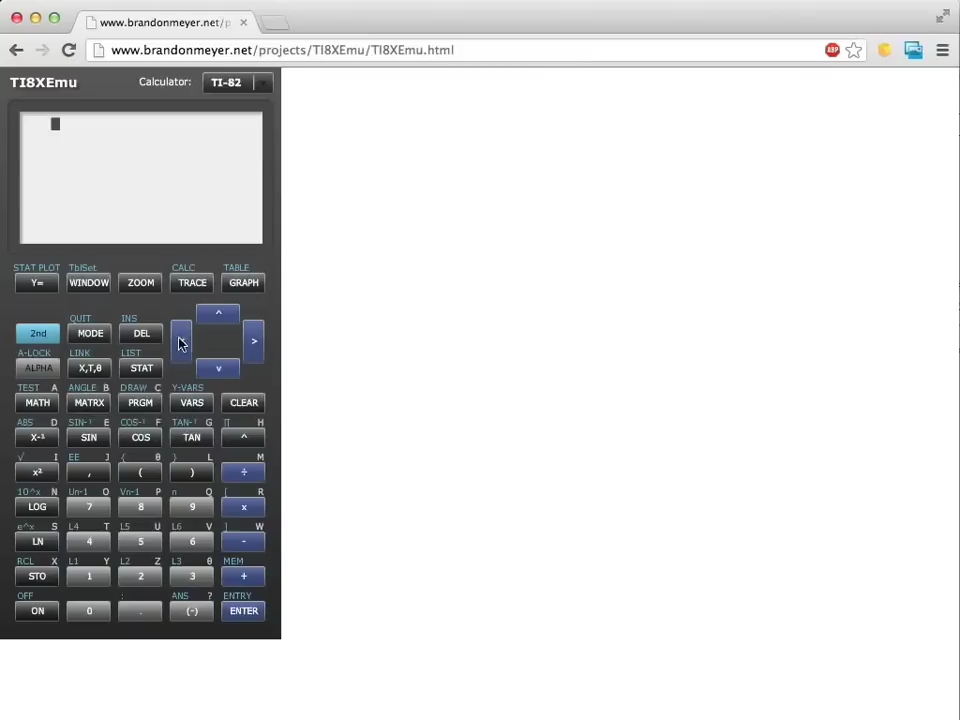 www.brandonmeyer.net/p
www.brandonmeyer.net/projects/TI8XEmu/TI8XEmu.html
ABP
TI8XEmu Calculator: TI-82
STAT PLOT TblSet CALC TABLE
Y= WINDOW ZOOM TRACE GRAPH
^
QUIT INS
2nd MODE DEL >
A-LOCK LINK LIST
ALPHA X,T,θ STAT v
TEST A ANGLE B DRAW C Y-VARS
MATH MATRX PRGM VARS CLEAR
ABS D SIN-¹ E COS-¹ F TAN-¹ G Π H
X-¹ SIN COS TAN ^
√ I EE J { θ } L M
x² , ( ) ÷
10^x N Un-1 O Vn-1 P n Q [ R
LOG 7 8 9 x
e^x S L4 T L5 U L6 V ] W
LN 4 5 6 -
RCL X L1 Y L2 Z L3 θ MEM
STO 1 2 3 +
OFF : ANS ? ENTRY
ON 0 . (-) ENTER